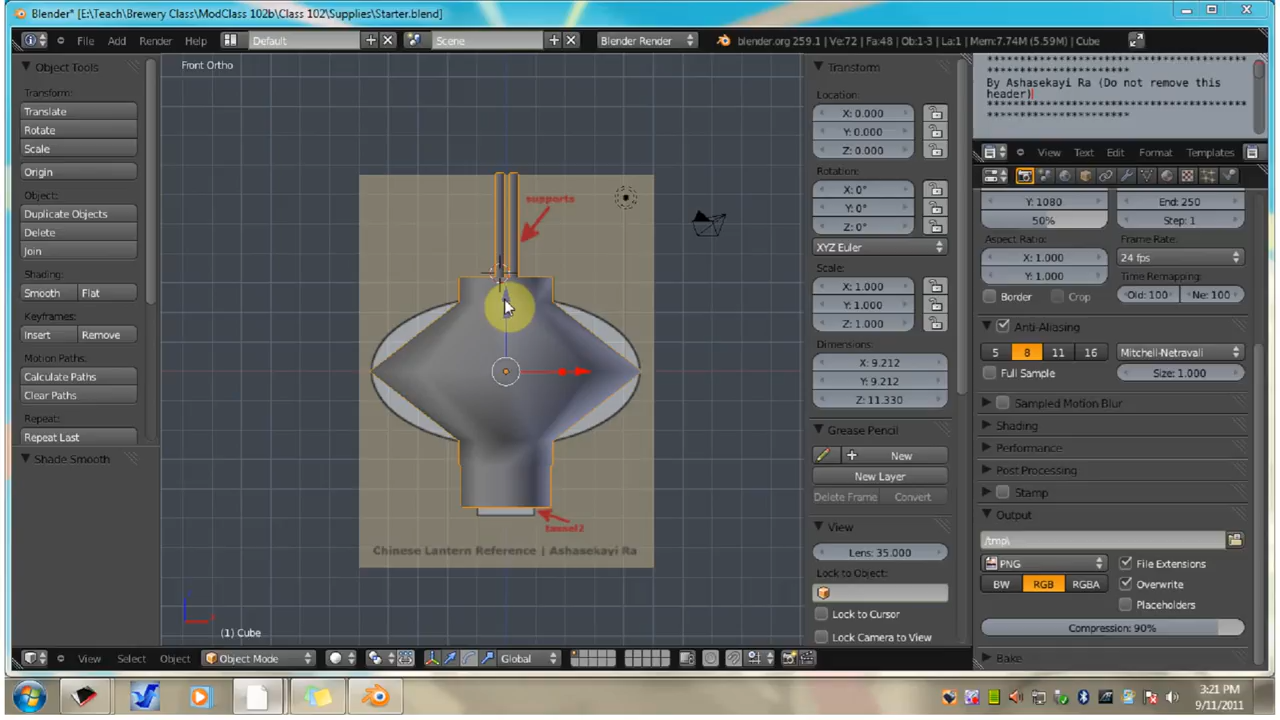 Blender* [E:\Teach\Brewery Class\ModClass 102b\Class 102\Supplies\Starter.blend]
File Add Render Help Default Scene Blender Render blender.org 259.1 | Ve:72 | Fa:48 | Ob:1-3 | La:1 | Mem:7.74M (5.59M) | Cube
Object Tools
Transform:
Translate
Rotate
Scale
Origin
Object:
Duplicate Objects
Delete
Join
Shading:
Smooth Flat
Keyframes:
Insert Remove
Motion Paths:
Calculate Paths
Clear Paths
Repeat:
Repeat Last
Shade Smooth
Front Ortho
supports
tassel2
Chinese Lantern Reference | Ashasekayi Ra
(1) Cube
View Select Object Object Mode Global
Transform
Location:
X: 0.000
Y: 0.000
Z: 0.000
Rotation:
X: 0°
Y: 0°
Z: 0°
XYZ Euler
Scale:
X: 1.000
Y: 1.000
Z: 1.000
Dimensions:
X: 9.212
Y: 9.212
Z: 11.330
Grease Pencil
New
New Layer
Delete Frame Convert
View
Lens: 35.000
Lock to Object:
Lock to Cursor
Lock Camera to View
By Ashasekayi Ra (Do not remove this
header)
View Text Edit Format Templates
Y: 1080 End: 250
50% Step: 1
Aspect Ratio: Frame Rate:
X: 1.000 24 fps
Y: 1.000 Time Remapping:
Border Crop Old: 100 Ne: 100
Anti-Aliasing
5 8 11 16 Mitchell-Netravali
Full Sample Size: 1.000
Sampled Motion Blur
Shading
Performance
Post Processing
Stamp
Output
/tmp\
PNG File Extensions
BW RGB RGBA Overwrite
Placeholders
Compression: 90%
Bake
3:21 PM
9/11/2011